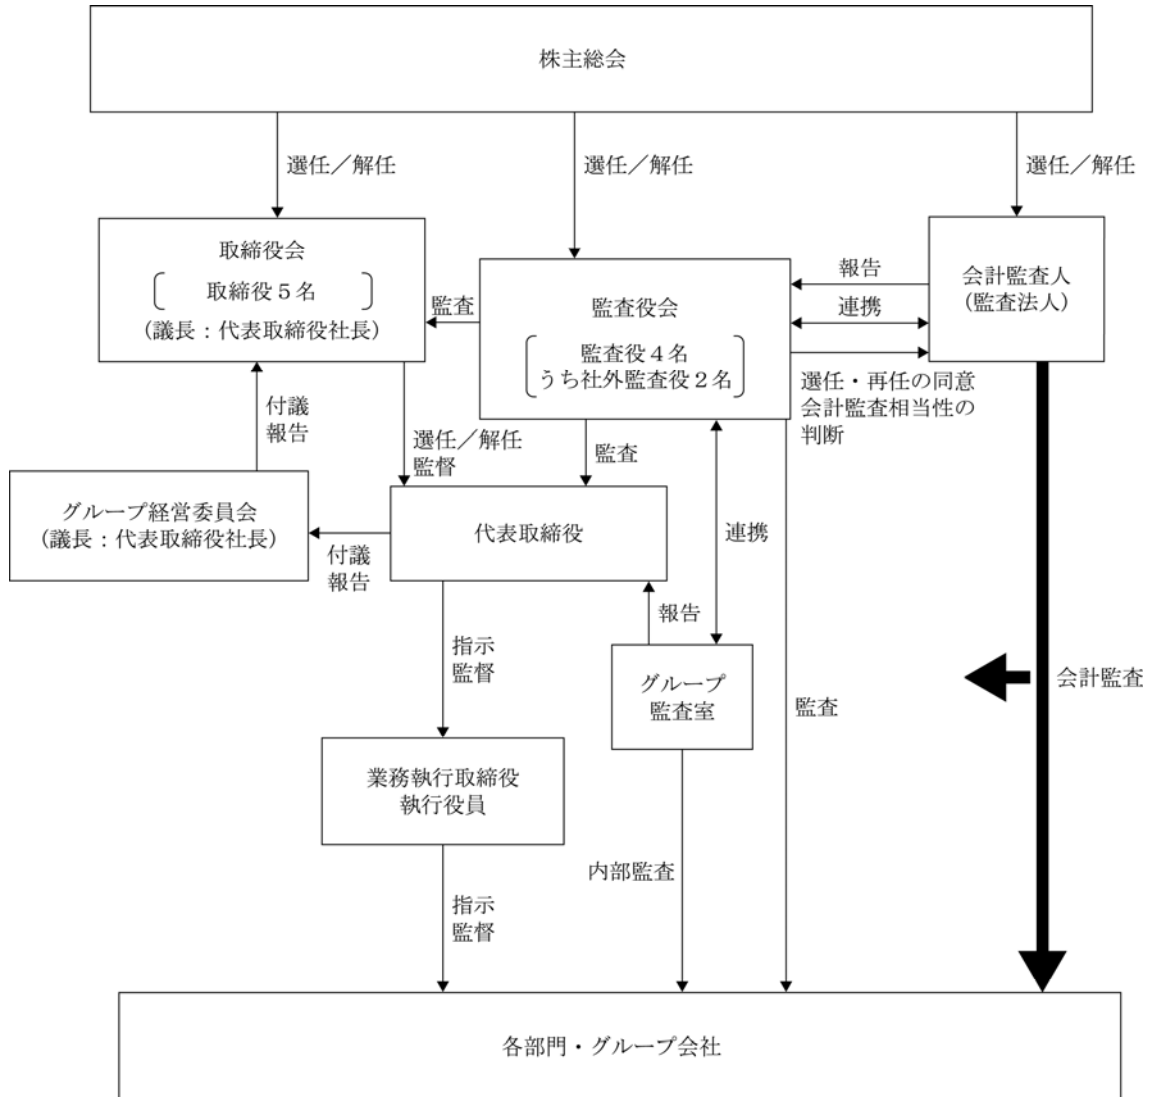 株主総会
選任／解任
選任／解任
選任／解任
取締役会
取締役５名
(議長：代表取締役社長)
監査
監査役会
監査役４名
うち社外監査役２名
報告
連携
会計監査人
(監査法人)
選任・再任の同意
会計監査相当性の
判断
付議
報告
選任／解任
監督
監査
グループ経営委員会
(議長：代表取締役社長)
付議
報告
代表取締役
連携
報告
指示
監督
グループ
監査室
監査
会計監査
業務執行取締役
執行役員
内部監査
指示
監督
各部門・グループ会社